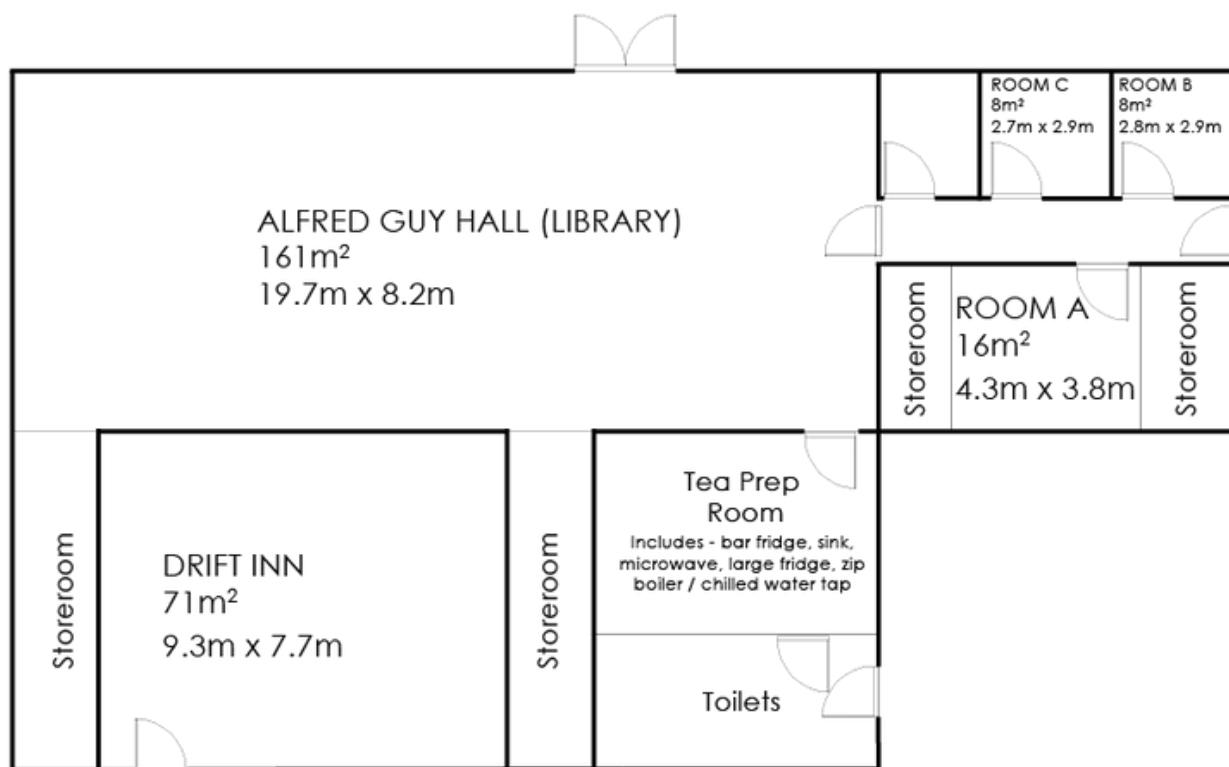 ROOM C
8m²
2.7m x 2.9m
ROOM B
8m²
2.8m x 2.9m
ALFRED GUY HALL (LIBRARY)
161m²
19.7m x 8.2m
Storeroom
ROOM A
16m²
4.3m x 3.8m
Storeroom
Storeroom
DRIFT INN
71m²
9.3m x 7.7m
Storeroom
Tea Prep
Room
Includes - bar fridge, sink,
microwave, large fridge, zip
boiler / chilled water tap
Toilets